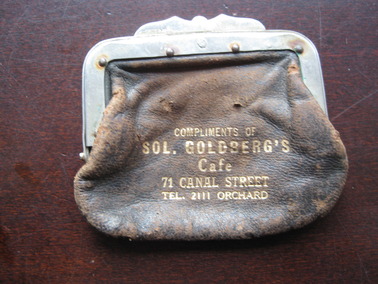 COMPLIMENTS OF
SOL. GOLDBERG'S
Cafe
71 CANAL STREET
TEL. 2111 ORCHARD